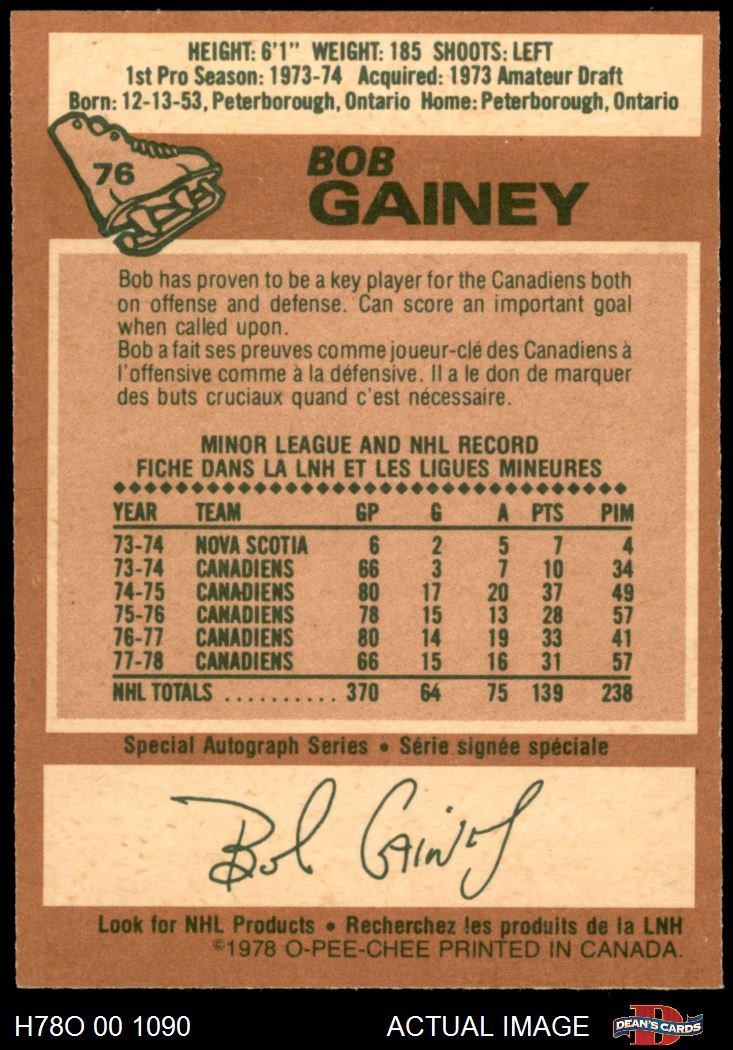 HEIGHT: 6'1" WEIGHT: 185 SHOOTS: LEFT
1st Pro Season: 1973-74 Acquired: 1973 Amateur Draft
Born: 12-13-53, Peterborough, Ontario Home: Peterborough, Ontario
76
BOB
GAINEY
Bob has proven to be a key player for the Canadiens both
on offense and defense. Can score an important goal
when called upon.
Bob a fait ses preuves comme joueur-clé des Canadiens à
l'offensive comme à la défensive. Il a le don de marquer
des buts cruciaux quand c'est nécessaire.
MINOR LEAGUE AND NHL RECORD
FICHE DANS LA LNH ET LES LIGUES MINEURES
YEAR TEAM GP G A PTS PIM
73-74 NOVA SCOTIA 6 2 5 7 4
73-74 CANADIENS 66 3 7 10 34
74-75 CANADIENS 80 17 20 37 49
75-76 CANADIENS 78 15 13 28 57
76-77 CANADIENS 80 14 19 33 41
77-78 CANADIENS 66 15 16 31 57
NHL TOTALS .......... 370 64 75 139 238
Special Autograph Series • Série signée spéciale
Bob Gainey
Look for NHL Products • Recherchez les produits de la LNH
©1978 O-PEE-CHEE PRINTED IN CANADA.
H78O 00 1090 ACTUAL IMAGE DEAN'S CARDS